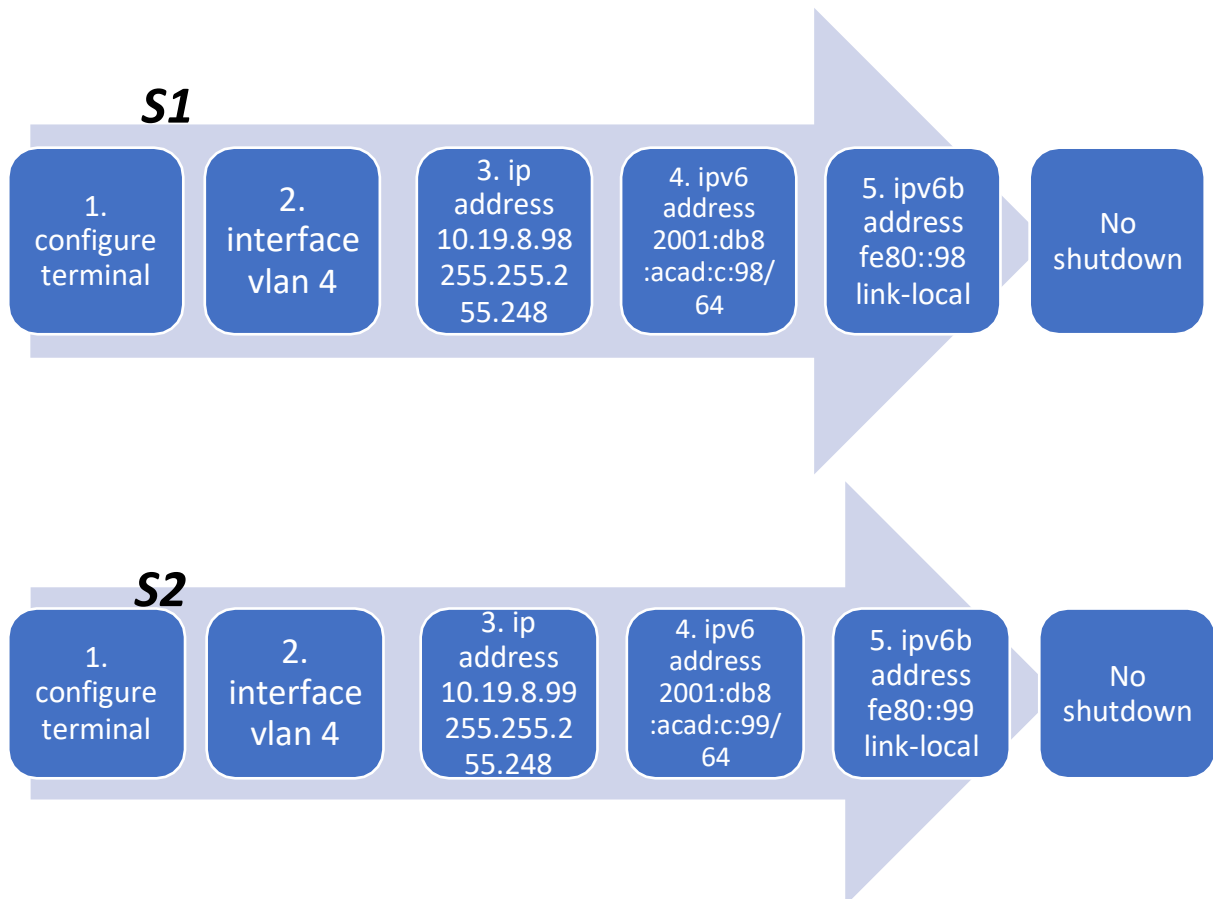 S1
1.
configure
terminal
2.
interface
vlan 4
3. ip
address
10.19.8.98
255.255.2
55.248
4. ipv6
address
2001:db8
:acad:c:98/
64
5. ipv6b
address
fe80::98
link-local
No
shutdown
S2
1.
configure
terminal
2.
interface
vlan 4
3. ip
address
10.19.8.99
255.255.2
55.248
4. ipv6
address
2001:db8
:acad:c:99/
64
5. ipv6b
address
fe80::99
link-local
No
shutdown